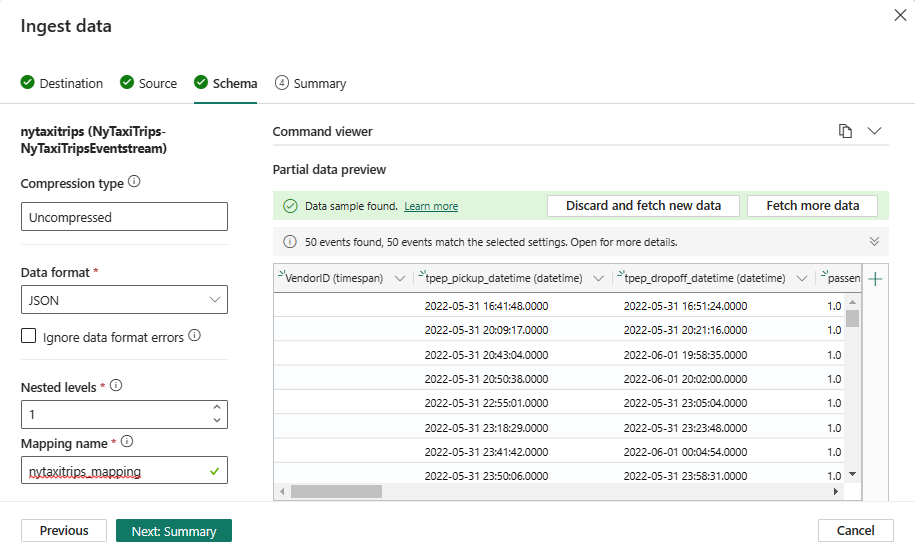 Ingest data
Destination
Source
Schema
4 Summary
nytaxitrips (NyTaxiTrips-
NyTaxiTripsEventstream)
Compression type
Uncompressed
Data format *
JSON
Ignore data format errors
Nested levels *
1
Mapping name *
nytaxitrips_mapping
Command viewer
Partial data preview
Data sample found. Learn more
Discard and fetch new data
Fetch more data
50 events found, 50 events match the selected settings. Open for more details.
VendorID (timespan) tpep_pickup_datetime (datetime) tpep_dropoff_datetime (datetime) passen
2022-05-31 16:41:48.0000 2022-05-31 16:51:24.0000 1.0
2022-05-31 20:09:17.0000 2022-05-31 20:21:16.0000 1.0
2022-05-31 20:43:04.0000 2022-06-01 19:58:35.0000 1.0
2022-05-31 20:50:38.0000 2022-06-01 20:02:00.0000 1.0
2022-05-31 22:55:01.0000 2022-05-31 23:05:04.0000 1.0
2022-05-31 23:18:29.0000 2022-05-31 23:23:48.0000 1.0
2022-05-31 23:41:42.0000 2022-06-01 00:04:54.0000 1.0
2022-05-31 23:50:06.0000 2022-05-31 23:58:31.0000 1.0
Previous
Next: Summary
Cancel